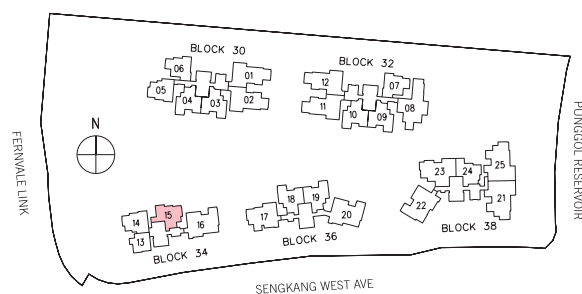 BLOCK 30
BLOCK 32
06
01
05
04
03
02
12
07
11
10
09
08
N
FERNVALE LINK
PUNGGOL RESERVOIR
23
24
25
22
21
BLOCK 38
15
14
13
16
BLOCK 34
18
19
17
20
BLOCK 36
SENGKANG WEST AVE